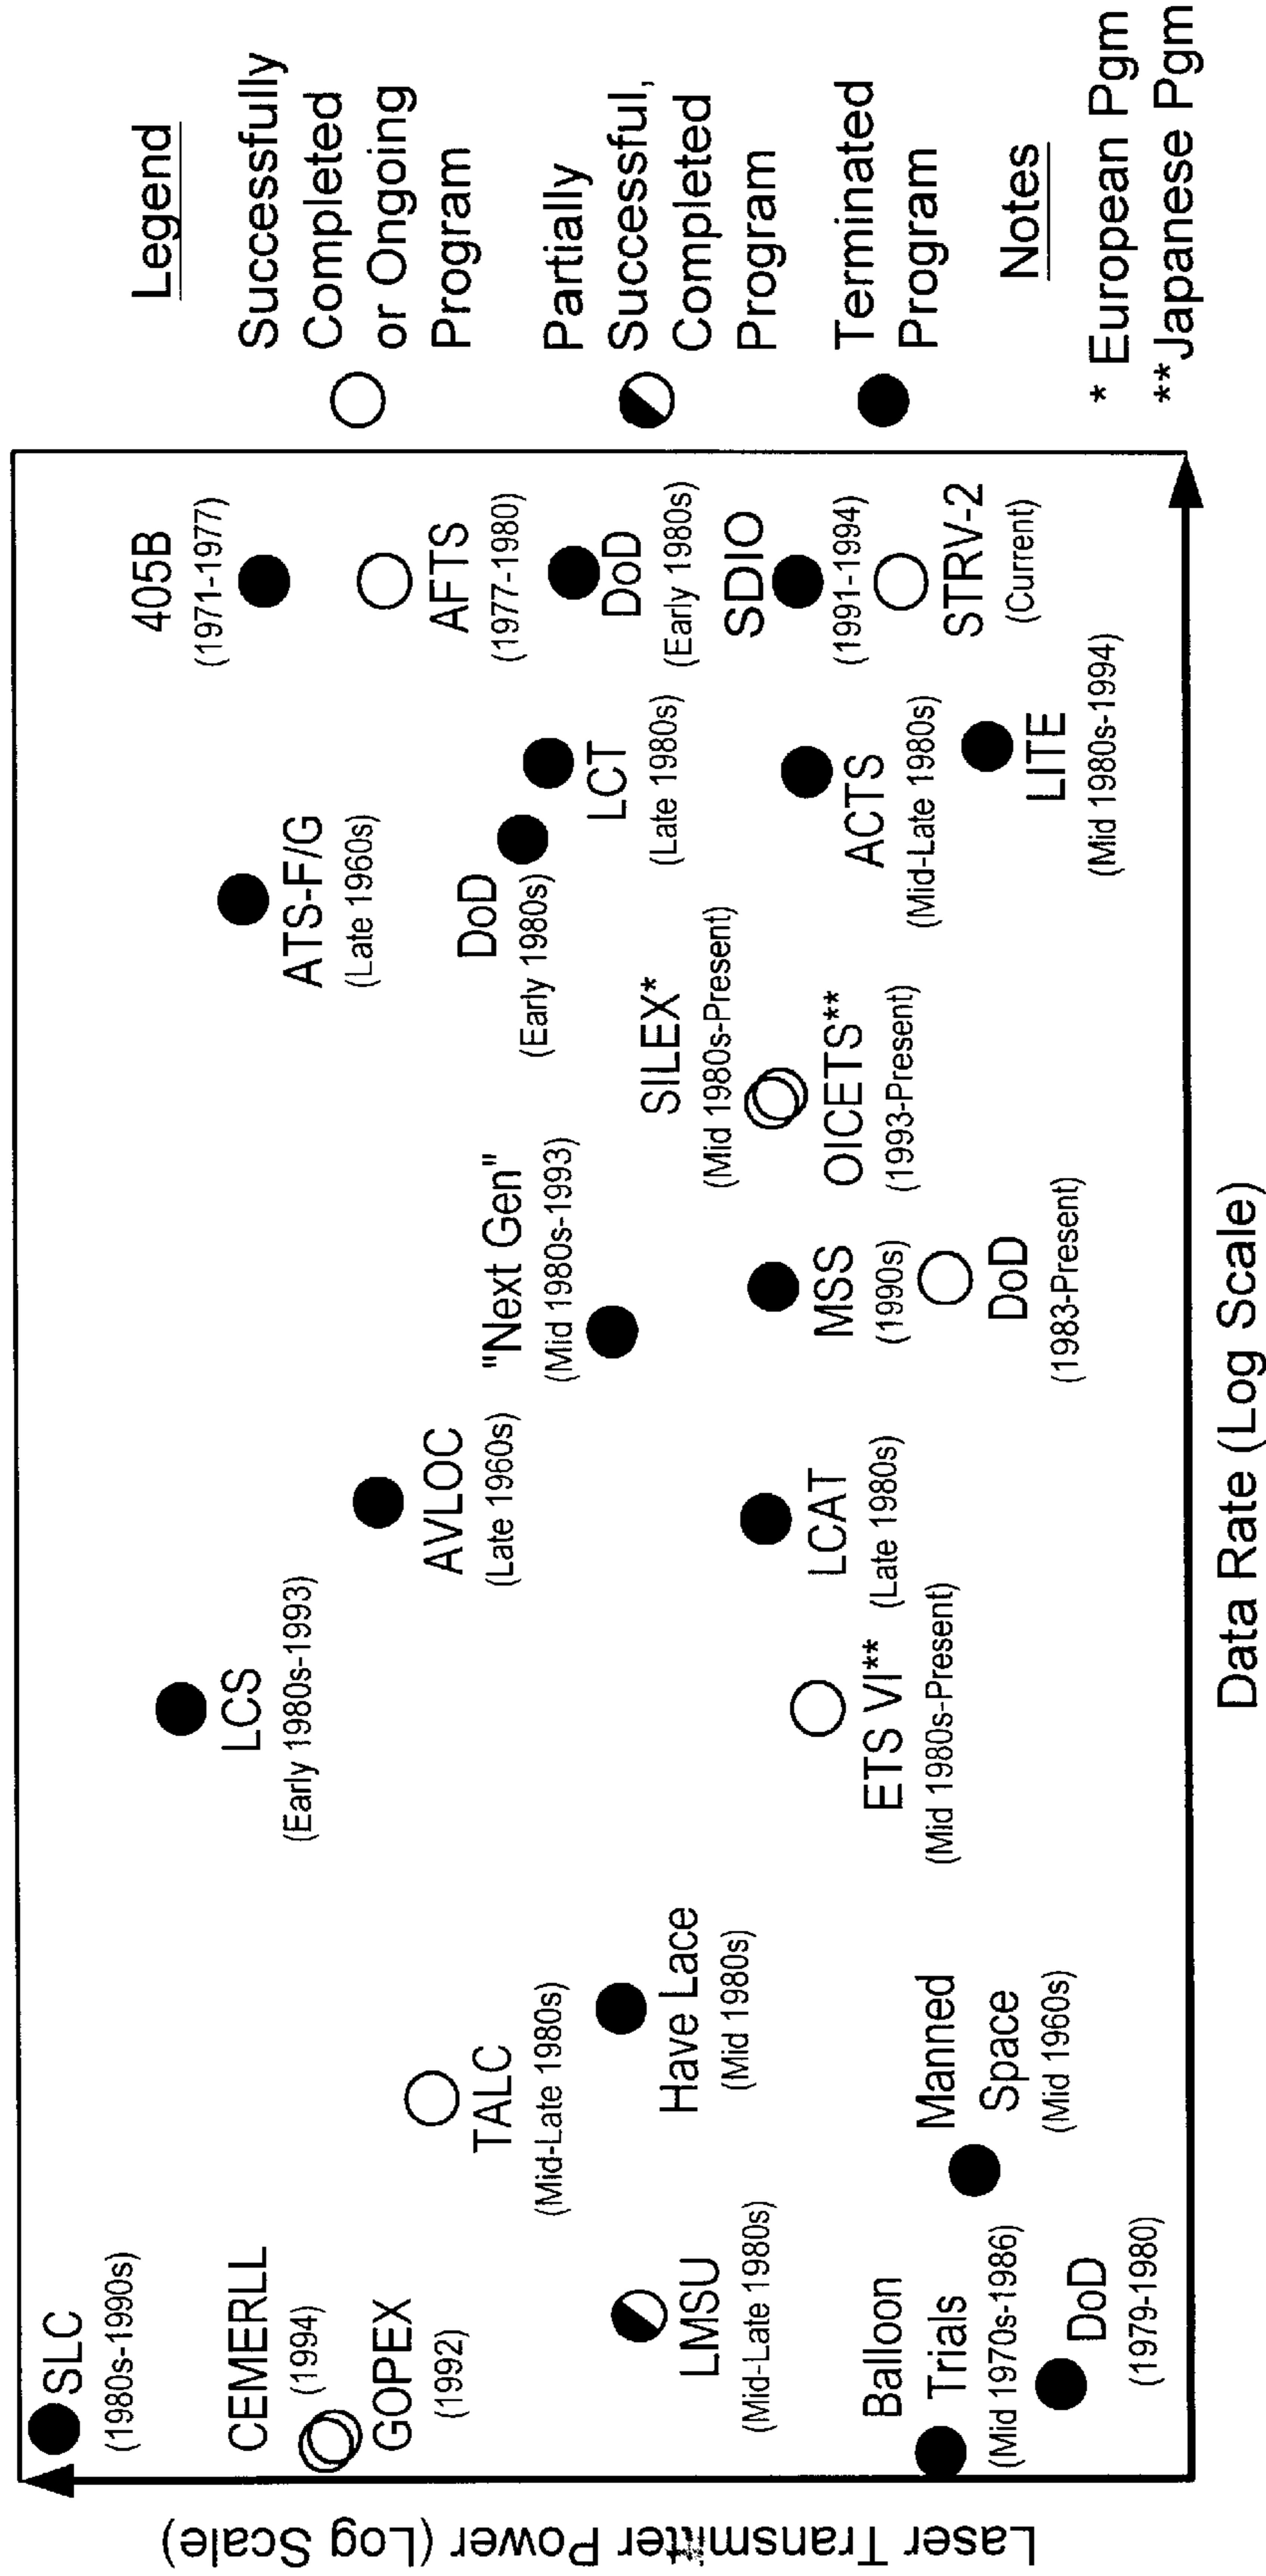 Laser Transmitter Power (Log Scale)
SLC
(1980s-1990s)
CEMERLL
(1994)
GOPEX
(1992)
LMSU
(Mid-Late 1980s)
Balloon
Trials
(Mid 1970s-1986)
DoD
(1979-1980)
TALC
(Mid-Late 1980s)
Have Lace
(Mid 1980s)
Manned
Space
(Mid 1960s)
LCS
(Early 1980s-1993)
ETS VI**
(Mid 1980s-Present)
AVLOC
(Late 1960s)
LCAT
(Late 1980s)
"Next Gen"
(Mid 1980s-1993)
MSS
(1990s)
DoD
(1983-Present)
SILEX*
(Mid 1980s-Present)
OICETS**
(1993-Present)
ATS-F/G
(Late 1960s)
DoD
(Early 1980s)
LCT
(Late 1980s)
ACTS
(Mid-Late 1980s)
LITE
(Mid 1980s-1994)
405B
(1971-1977)
AFTS
(1977-1980)
DoD
(Early 1980s)
SDIO
(1991-1994)
STRV-2
(Current)
Data Rate (Log Scale)
Legend
Successfully
Completed
or Ongoing
Program
Partially
Successful,
Completed
Program
Terminated
Program
Notes
* European Pgm
**Japanese Pgm